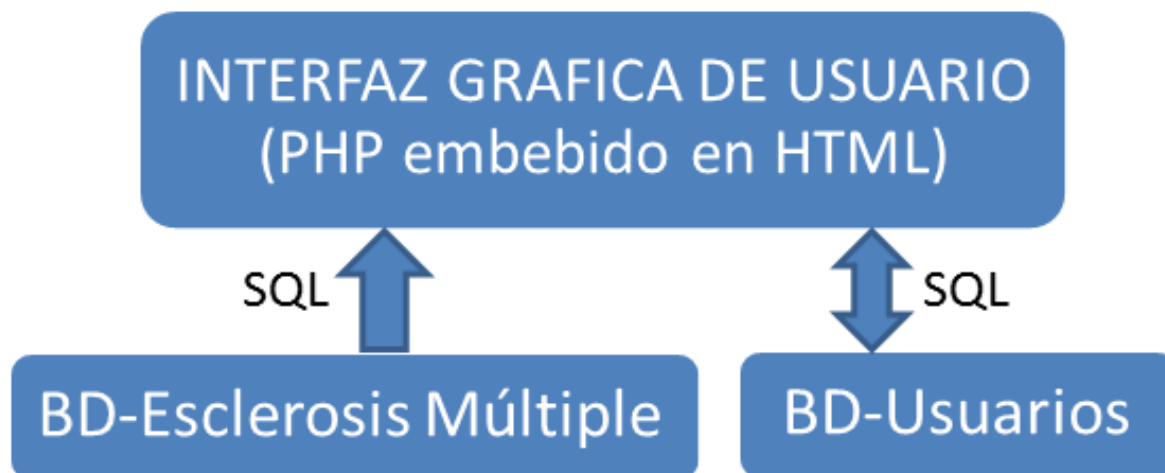 INTERFAZ GRAFICA DE USUARIO
(PHP embebido en HTML)
SQL
SQL
BD-Esclerosis Múltiple
BD-Usuarios